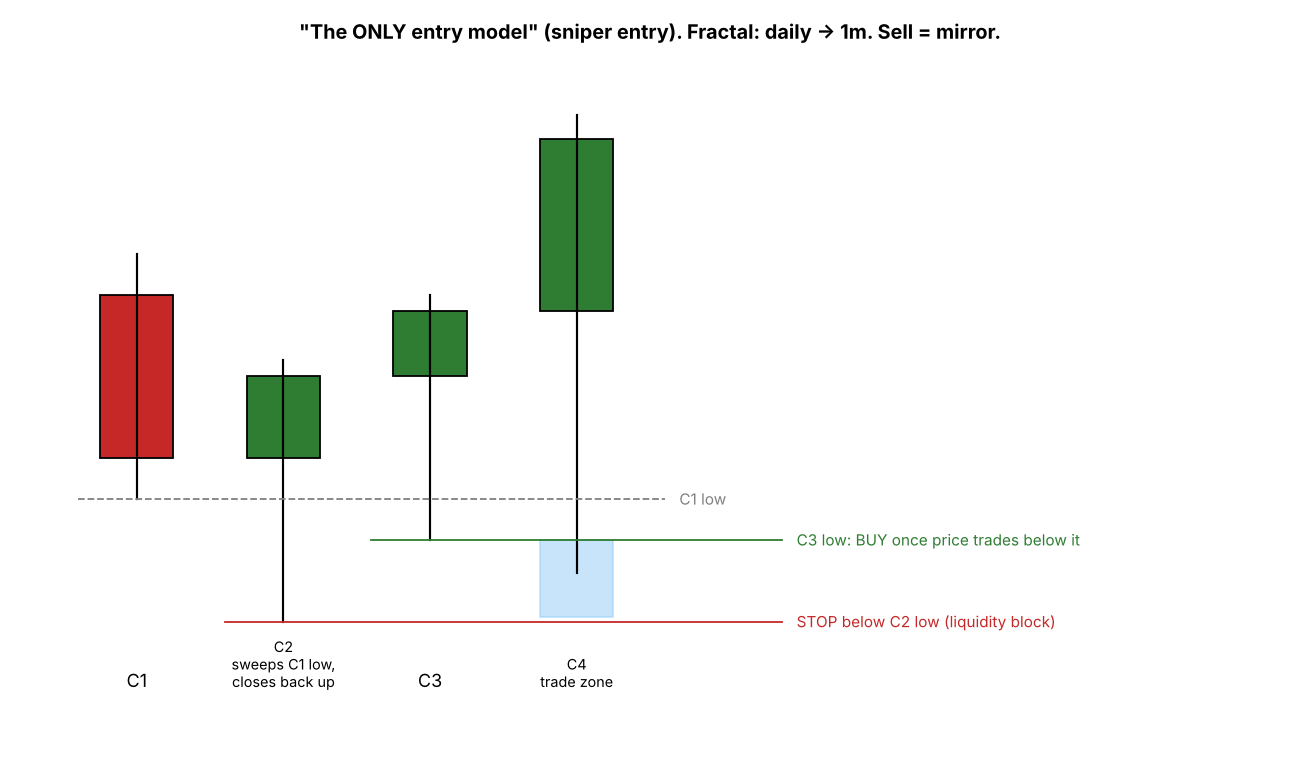 "The ONLY entry model" (sniper entry). Fractal: daily → 1m. Sell = mirror.
C1 low
C3 low: BUY once price trades below it
STOP below C2 low (liquidity block)
C1
C2
sweeps C1 low,
closes back up
C3
C4
trade zone